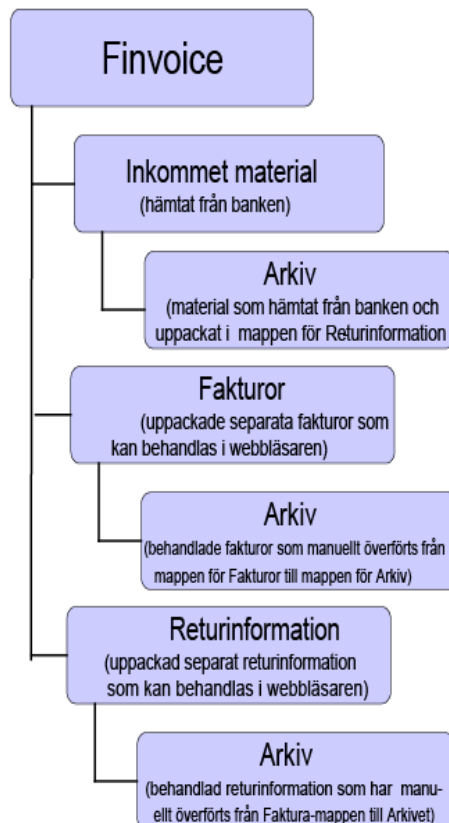 Finvoice
Inkommet material
(hämtat från banken)
Arkiv
(material som hämtat från banken och
uppackat i mappen för Returinformation
Fakturor
(uppackade separata fakturor som
kan behandlas i webbläsaren)
Arkiv
(behandlade fakturor som manuellt överförts från
mappen för Fakturor till mappen för Arkiv)
Returinformation
(uppackad separat returinformation
som kan behandlas i webbläsaren)
Arkiv
(behandlad returinformation som har manu-
ellt överförts från Faktura-mappen till Arkivet)